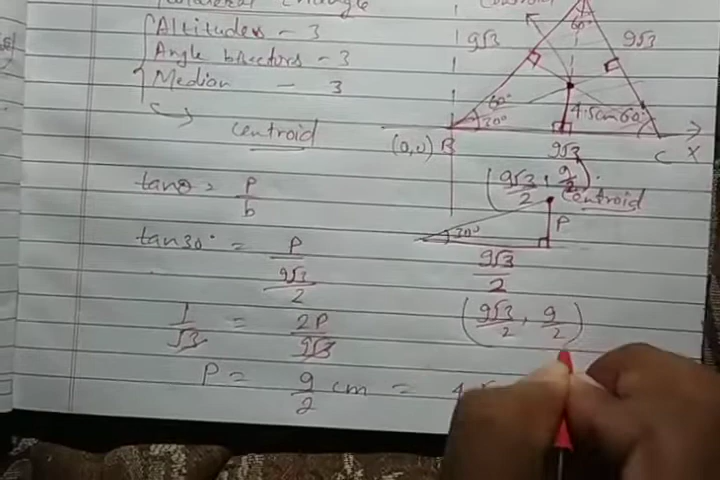 Altitudes - 3
Angle bisectors - 3
Median - 3
centroid
60°
9√3
9√3
60°
30°
4.5cm
60°
(0,0) B
9√3
C X
(9√3/2, 9/2)
Centroid
tanθ = P/b
30°
P
9√3/2
tan30° = P/(9√3/2)
1/√3 = 2P/9√3
(9√3/2, 9/2)
P = 9/2 cm =